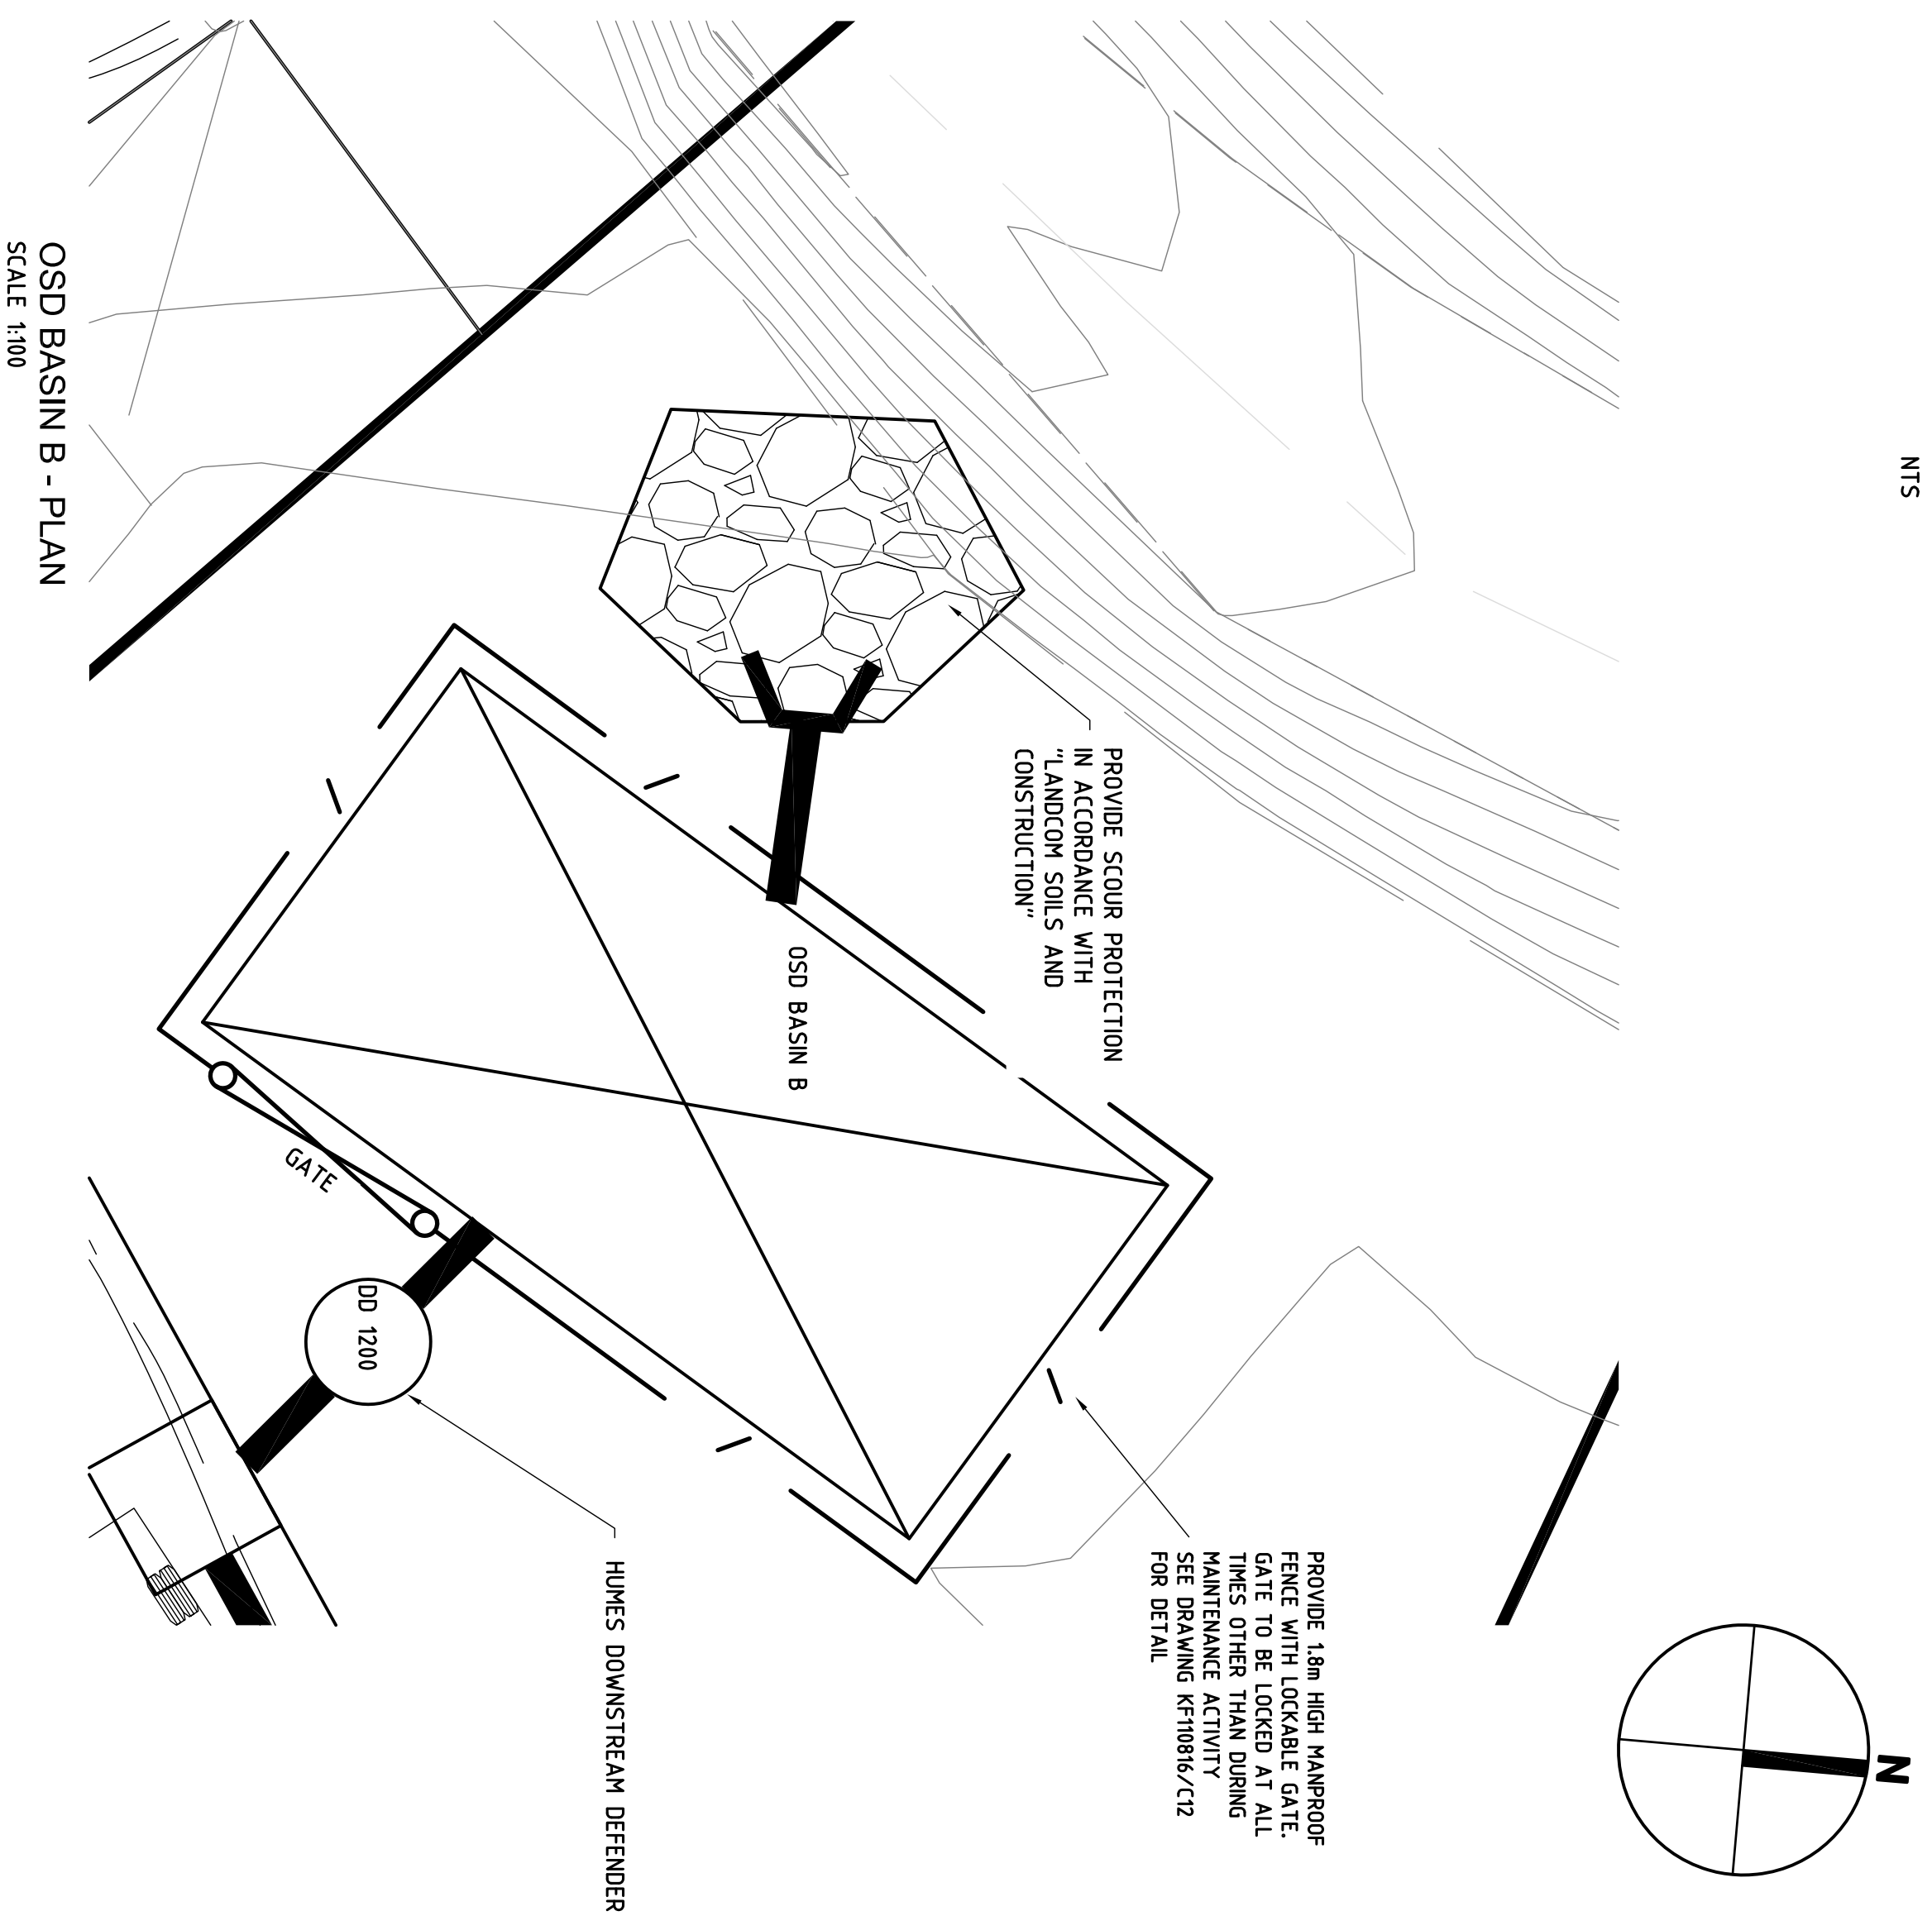 NTS
PROVIDE SCOUR PROTECTION
IN ACCORDANCE WITH
"LANDCOM SOILS AND
CONSTRUCTION"
N
PROVIDE 1.8m HIGH MANPROOF
FENCE WITH LOCKABLE GATE.
GATE TO BE LOCKED AT ALL
TIMES OTHER THAN DURING
MAINTENANCE ACTIVITY
SEE DRAWING KF110816/C12
FOR DETAIL
OSD BASIN B
HUMES DOWNSTREAM DEFENDER
DD 1200
GATE
OSD BASIN B - PLAN
SCALE 1:100